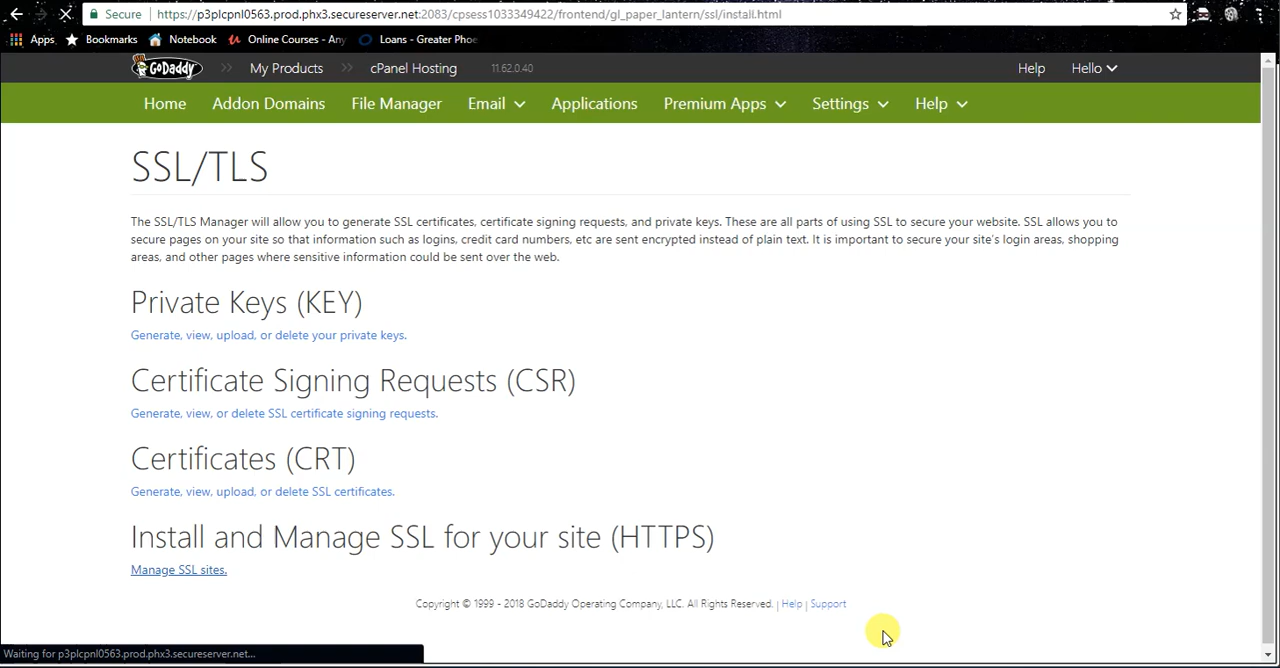 Secure https://p3plcpnl0563.prod.phx3.secureserver.net:2083/cpsess1033349422/frontend/gl_paper_lantern/ssl/install.html
Apps Bookmarks Notebook Online Courses - Any Loans - Greater Phoe
GoDaddy My Products cPanel Hosting 11.62.0.40 Help Hello
Home Addon Domains File Manager Email Applications Premium Apps Settings Help
SSL/TLS
The SSL/TLS Manager will allow you to generate SSL certificates, certificate signing requests, and private keys. These are all parts of using SSL to secure your website. SSL allows you to
secure pages on your site so that information such as logins, credit card numbers, etc are sent encrypted instead of plain text. It is important to secure your site's login areas, shopping
areas, and other pages where sensitive information could be sent over the web.
Private Keys (KEY)
Generate, view, upload, or delete your private keys.
Certificate Signing Requests (CSR)
Generate, view, or delete SSL certificate signing requests.
Certificates (CRT)
Generate, view, upload, or delete SSL certificates.
Install and Manage SSL for your site (HTTPS)
Manage SSL sites.
Copyright © 1999 - 2018 GoDaddy Operating Company, LLC. All Rights Reserved. | Help | Support
Waiting for p3plcpnl0563.prod.phx3.secureserver.net...